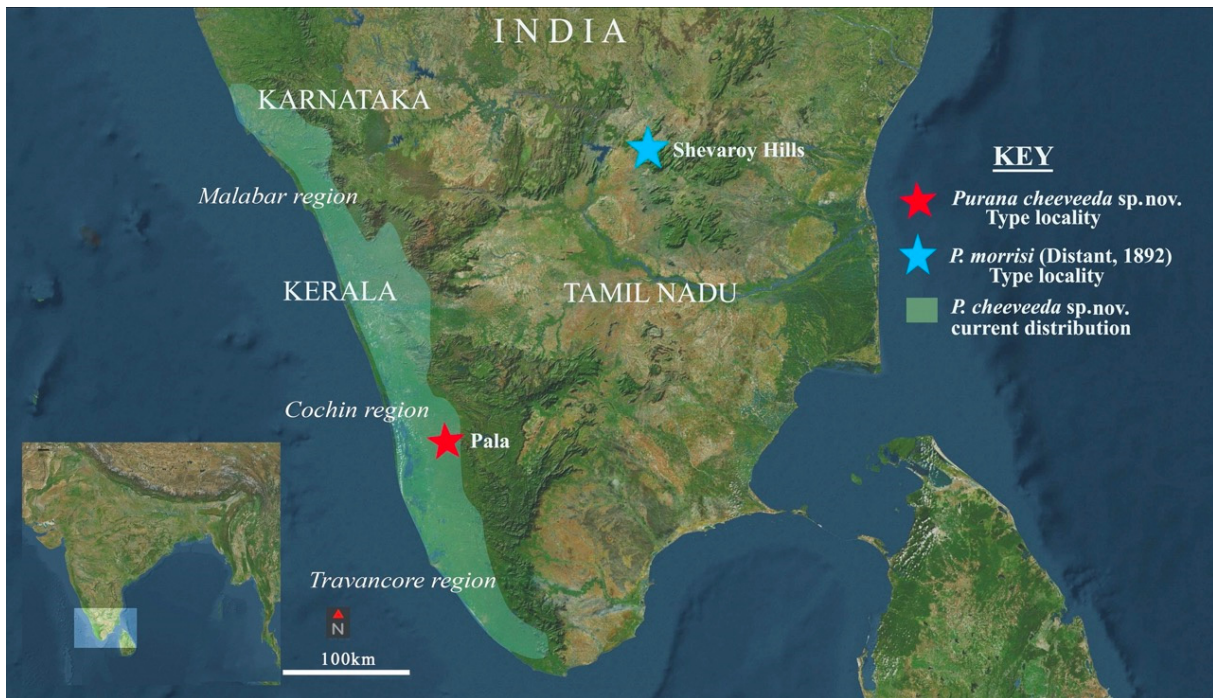 INDIA
KARNATAKA
Shevaroy Hills
KEY
Malabar region
Purana cheeveeda sp.nov.
Type locality
P. morrisi (Distant, 1892)
Type locality
KERALA
TAMIL NADU
P. cheeveeda sp.nov.
current distribution
Cochin region
Pala
Travancore region
N
100km